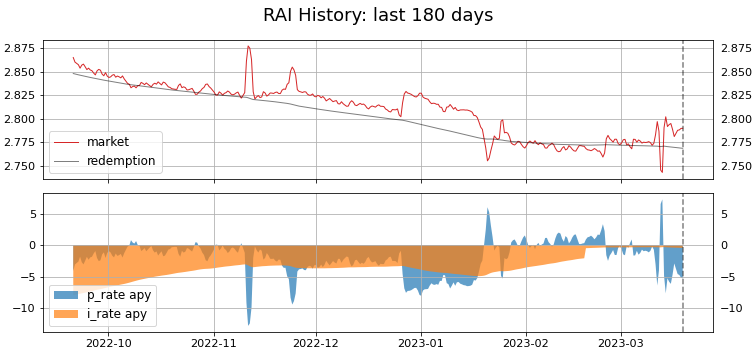 RAI History: last 180 days
2.875 2.875
2.850 2.850
2.825 2.825
2.800 2.800
2.775 2.775
2.750 2.750
market
redemption
5 5
0 0
−5 −5
−10 −10
p_rate apy
i_rate apy
2022-10 2022-11 2022-12 2023-01 2023-02 2023-03